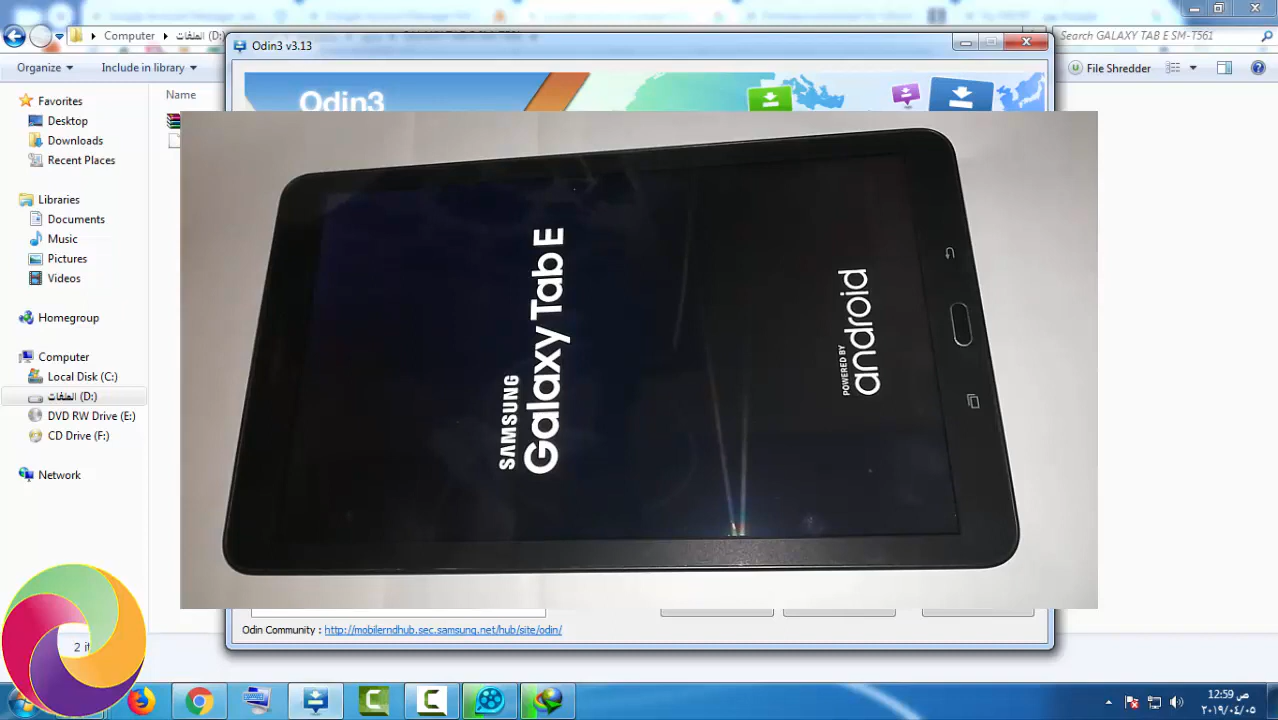 Computer
الملفات (D:)
Search GALAXY TAB E SM-T561
Odin3 v3.13
Organize
Include in library
File Shredder
Odin3
Name
Favorites
Desktop
Downloads
Recent Places
Libraries
Documents
Music
Pictures
Videos
Homegroup
Computer
Local Disk (C:)
الملفات (D:)
DVD RW Drive (E:)
CD Drive (F:)
Network
SAMSUNG
Galaxy Tab E
POWERED BY
android
Odin Community : http://mobilerndhub.sec.samsung.net/hub/site/odin/
12:59 ص
٢٠١٩/٠٤/٠٥